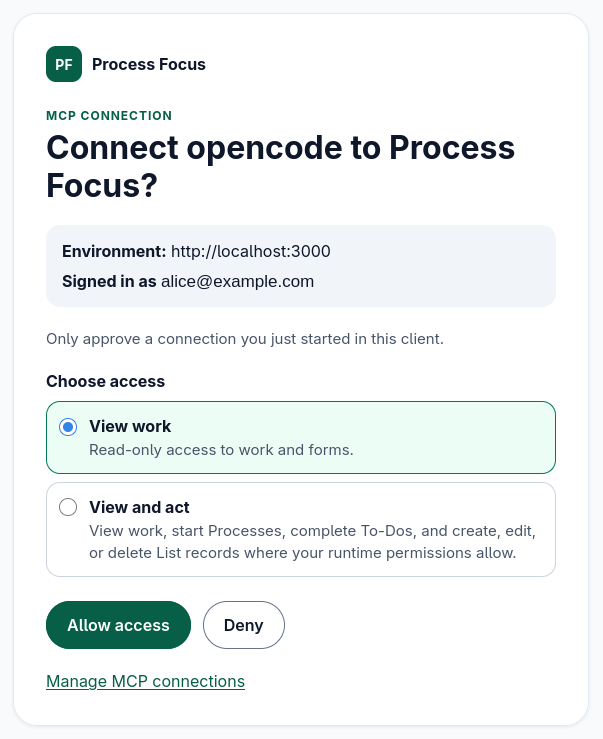 PF Process Focus
MCP CONNECTION
Connect opencode to Process
Focus?
Environment: http://localhost:3000
Signed in as alice@example.com
Only approve a connection you just started in this client.
Choose access
View work
Read-only access to work and forms.
View and act
View work, start Processes, complete To-Dos, and create, edit,
or delete List records where your runtime permissions allow.
Allow access Deny
Manage MCP connections